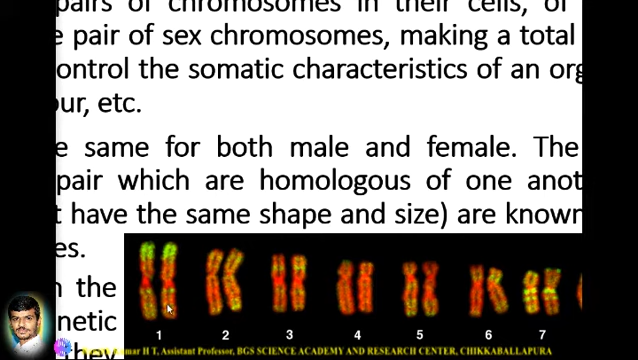 pairs of chromosomes in their cells, of
e pair of sex chromosomes, making a total
ontrol the somatic characteristics of an org
our, etc.
e same for both male and female. The
pair which are homologous of one anot
t have the same shape and size) are known
es.
n the
netic
they
1 2 3 4 5 6 7
H T, Assistant Professor, BGS SCIENCE ACADEMY AND RESEARCH CENTER, CHIKKABALLAPURA